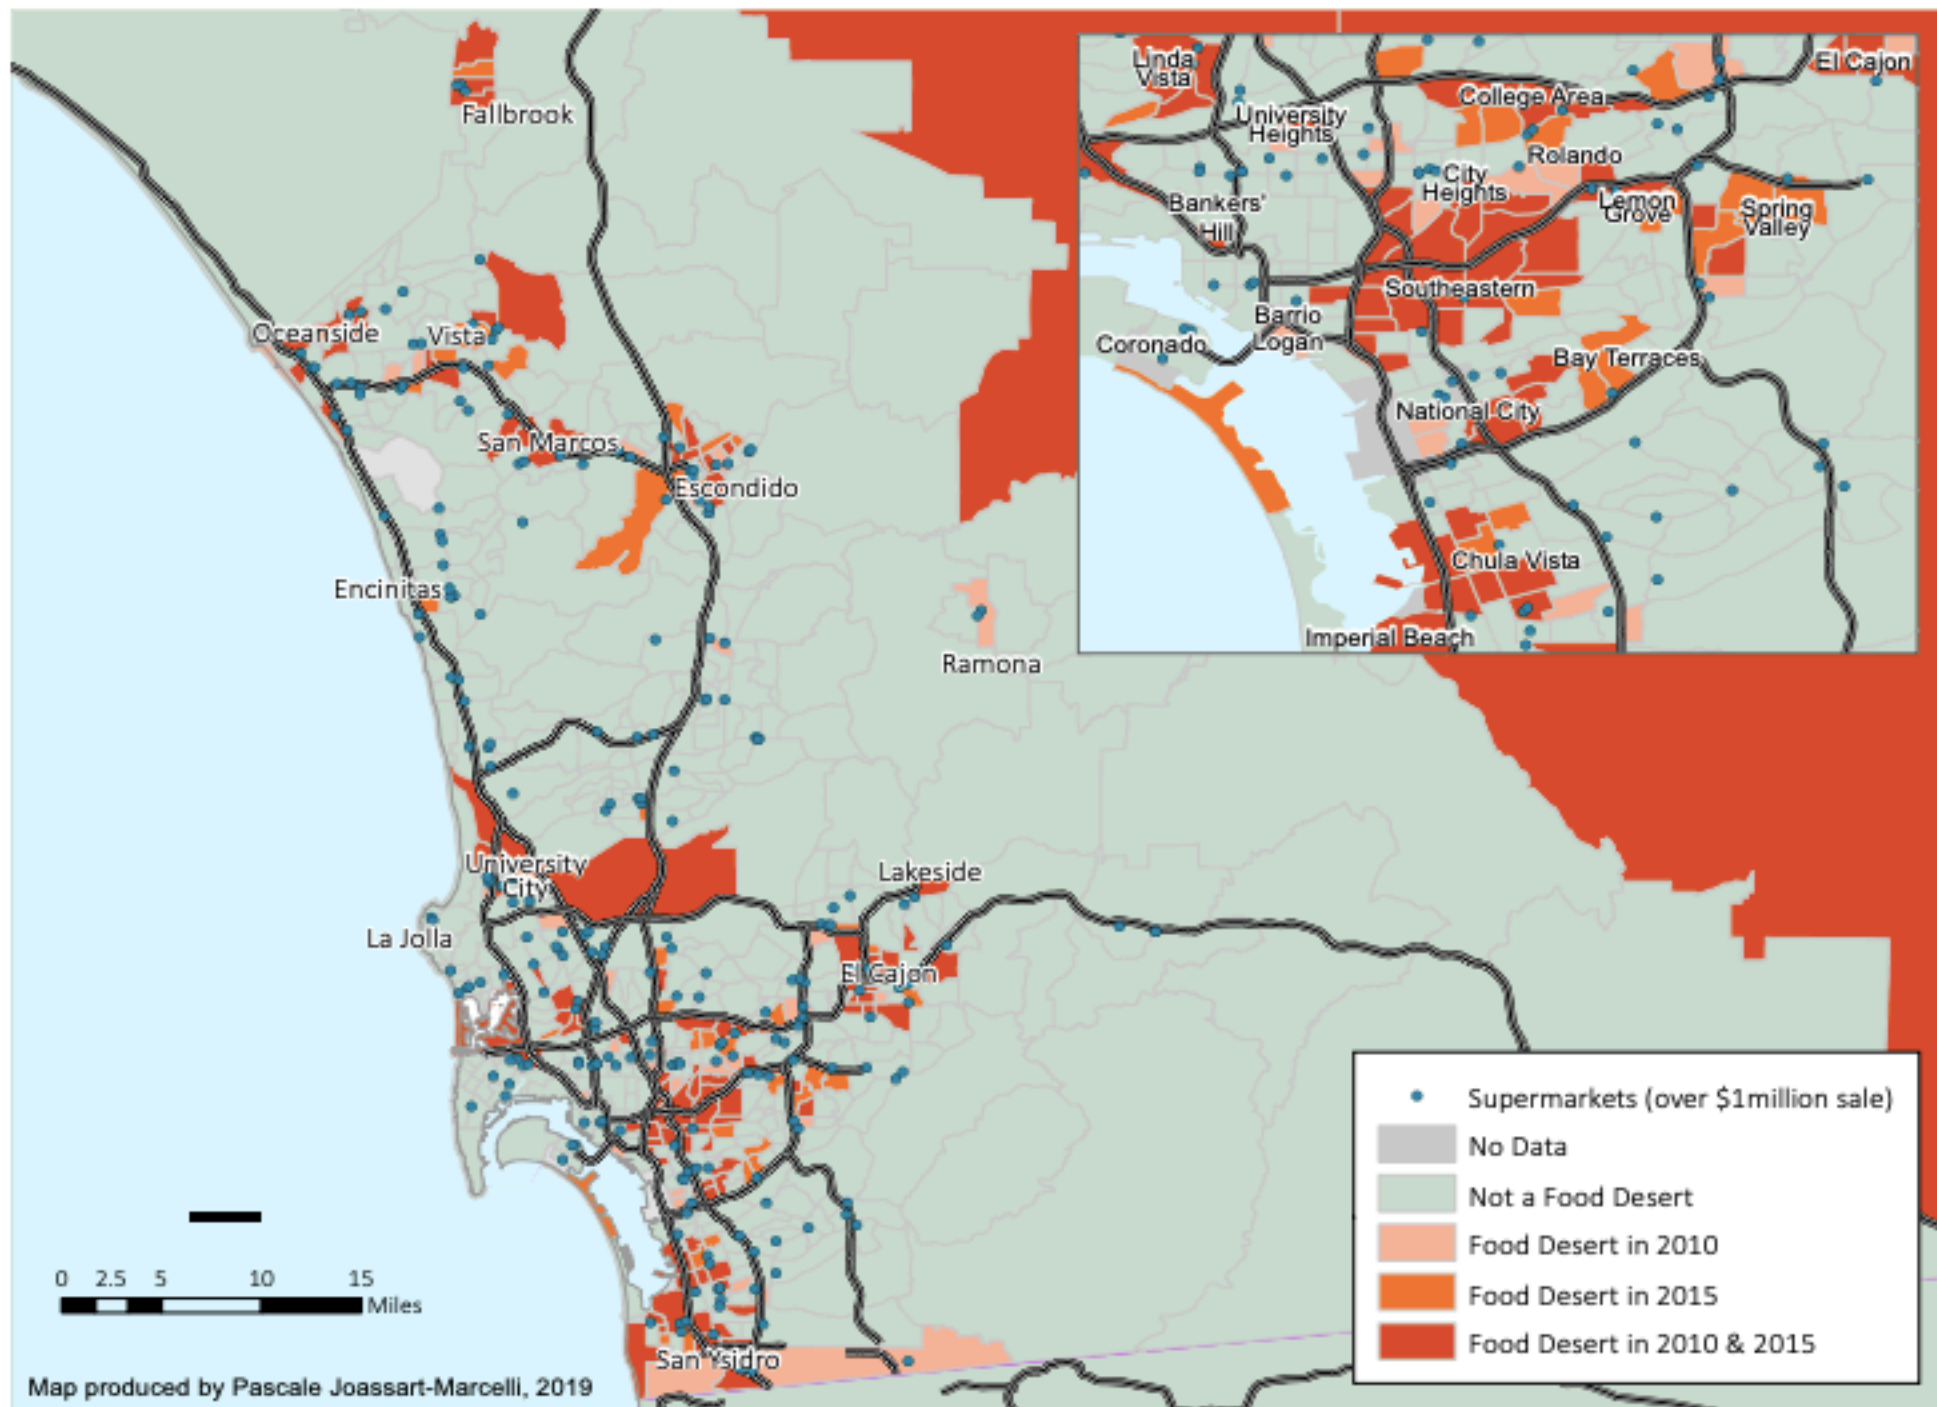 Fallbrook
Oceanside
Vista
San Marcos
Escondido
Encinitas
Ramona
University
City
La Jolla
Lakeside
El Cajon
San Ysidro
Linda
Vista
University
Heights
College Area
El Cajon
Rolando
City
Heights
Bankers'
Hill
Lemon
Grove
Spring
Valley
Southeastern
Barrio
Logan
Coronado
Bay Terraces
National City
Chula Vista
Imperial Beach
Supermarkets (over $1million sale)
No Data
Not a Food Desert
Food Desert in 2010
Food Desert in 2015
Food Desert in 2010 & 2015
0 2.5 5 10 15
Miles
Map produced by Pascale Joassart-Marcelli, 2019